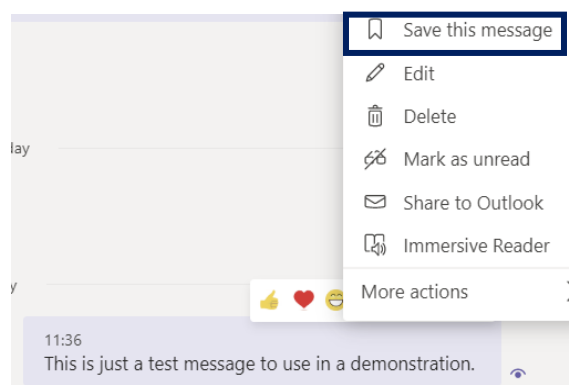 Save this message
Edit
Delete
lay
Mark as unread
Share to Outlook
Immersive Reader
y
More actions
11:36
This is just a test message to use in a demonstration.